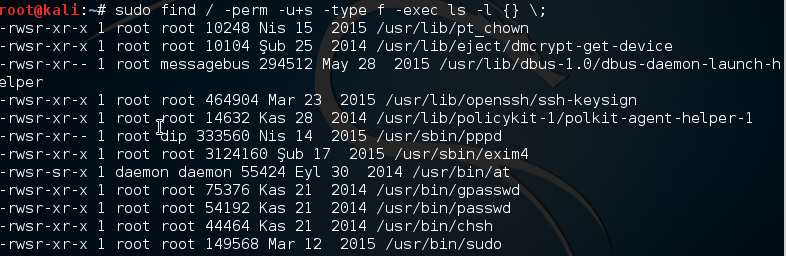 root@kali:~# sudo find / -perm -u+s -type f -exec ls -l {} \;
-rwsr-xr-x 1 root root 10248 Nis 15  2015 /usr/lib/pt_chown
-rwsr-xr-x 1 root root 10104 Şub 25  2014 /usr/lib/eject/dmcrypt-get-device
-rwsr-xr-- 1 root messagebus 294512 May 28  2015 /usr/lib/dbus-1.0/dbus-daemon-launch-h
elper
-rwsr-xr-x 1 root root 464904 Mar 23  2015 /usr/lib/openssh/ssh-keysign
-rwsr-xr-x 1 root root 14632 Kas 28  2014 /usr/lib/policykit-1/polkit-agent-helper-1
-rwsr-xr-- 1 root dip 333560 Nis 14  2015 /usr/sbin/pppd
-rwsr-xr-x 1 root root 3124160 Şub 17  2015 /usr/sbin/exim4
-rwsr-sr-x 1 daemon daemon 55424 Eyl 30  2014 /usr/bin/at
-rwsr-xr-x 1 root root 75376 Kas 21  2014 /usr/bin/gpasswd
-rwsr-xr-x 1 root root 54192 Kas 21  2014 /usr/bin/passwd
-rwsr-xr-x 1 root root 44464 Kas 21  2014 /usr/bin/chsh
-rwsr-xr-x 1 root root 149568 Mar 12  2015 /usr/bin/sudo